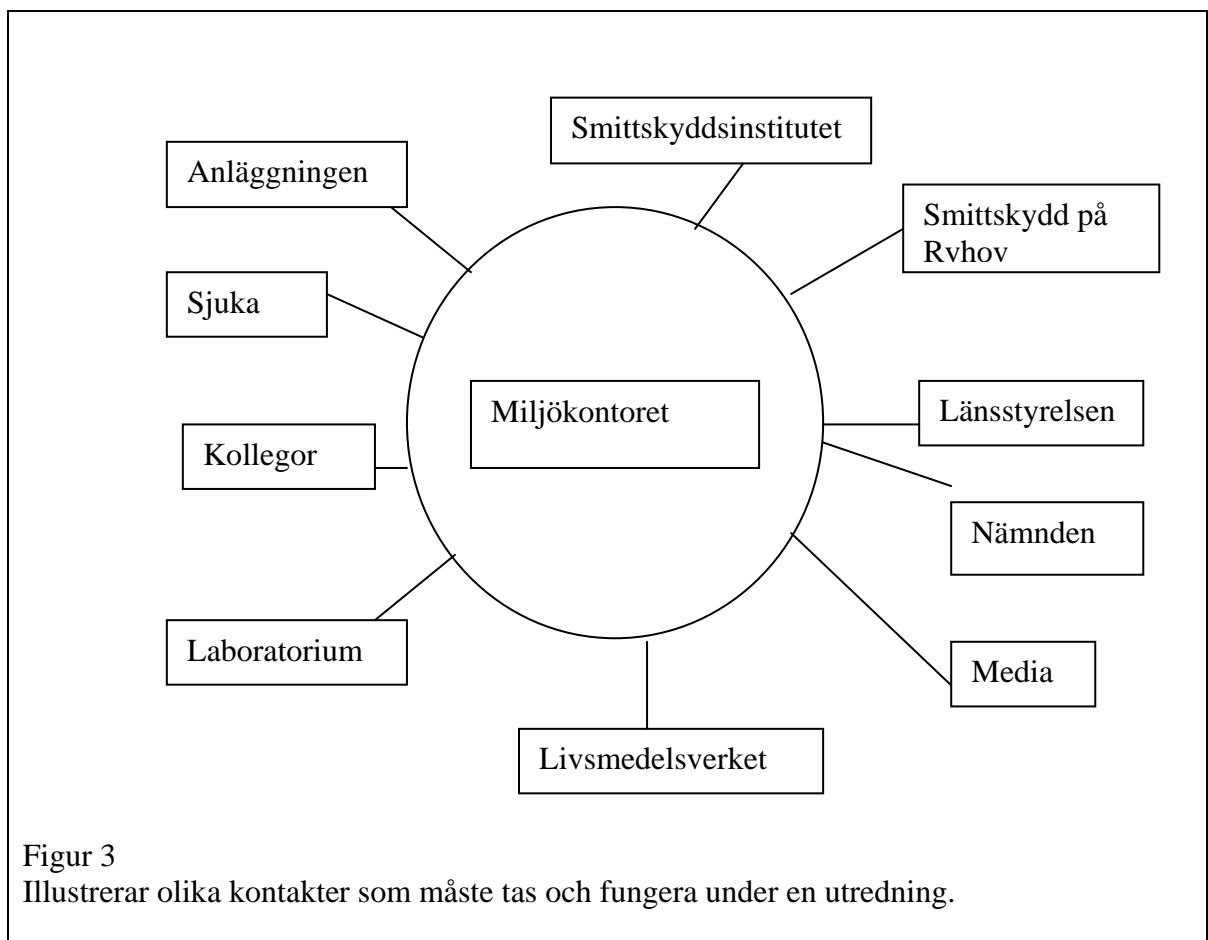 Smittskyddsinstitutet
Anläggningen
Smittskydd på
Rvhov
Sjuka
Miljökontoret
Länsstyrelsen
Kollegor
Nämnden
Laboratorium
Media
Livsmedelsverket
Figur 3
Illustrerar olika kontakter som måste tas och fungera under en utredning.